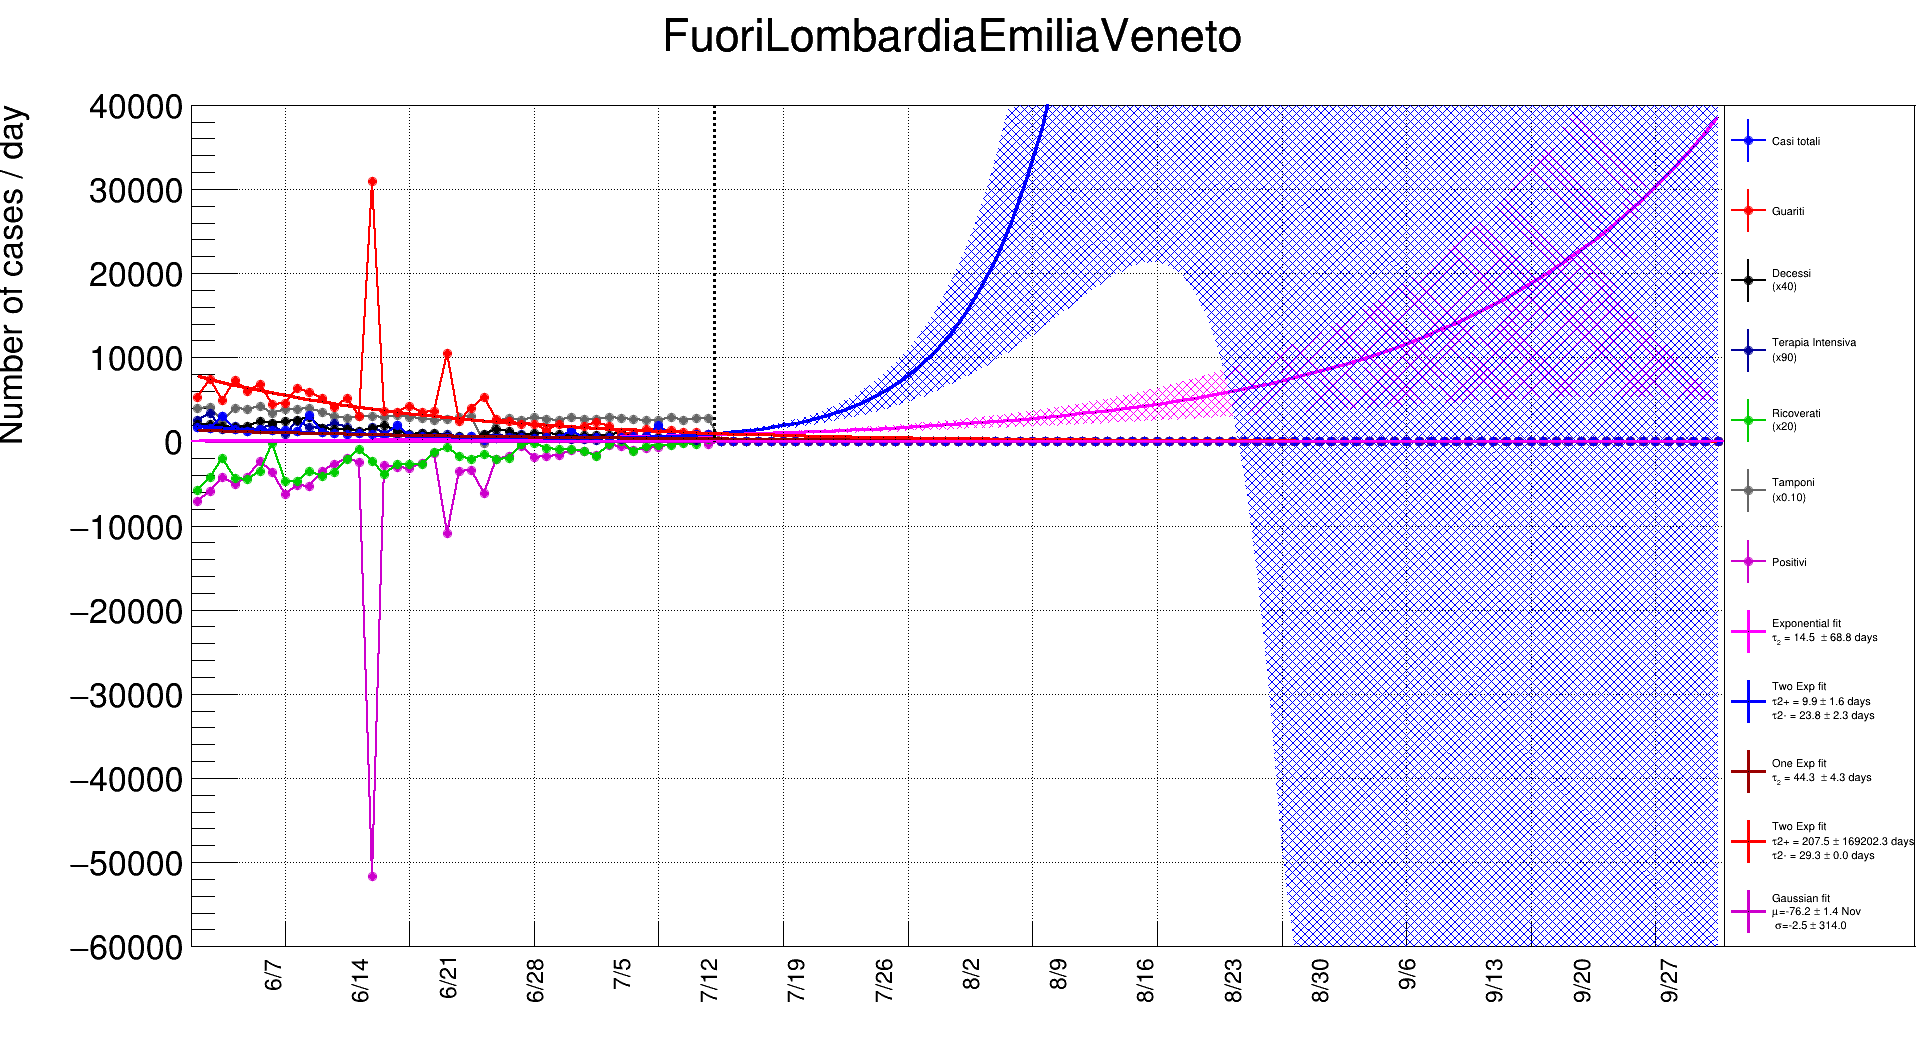 FuoriLombardiaEmiliaVeneto
Number of cases / day
40000
30000
20000
10000
0
−10000
−20000
−30000
−40000
−50000
−60000
6/7
6/14
6/21
6/28
7/5
7/12
7/19
7/26
8/2
8/9
8/16
8/23
8/30
9/6
9/13
9/20
9/27
Casi totali
Guariti
Decessi
(x40)
Terapia Intensiva
(x90)
Ricoverati
(x20)
Tamponi
(x0.10)
Positivi
Exponential fit
τ2 = 14.5 ± 68.8 days
Two Exp fit
τ2+ = 9.9 ± 1.6 days
τ2- = 23.8 ± 2.3 days
One Exp fit
τ2 = 44.3 ± 4.3 days
Two Exp fit
τ2+ = 207.5 ± 169202.3 days
τ2- = 29.3 ± 0.0 days
Gaussian fit
μ=-76.2 ± 1.4 Nov
σ=-2.5 ± 314.0